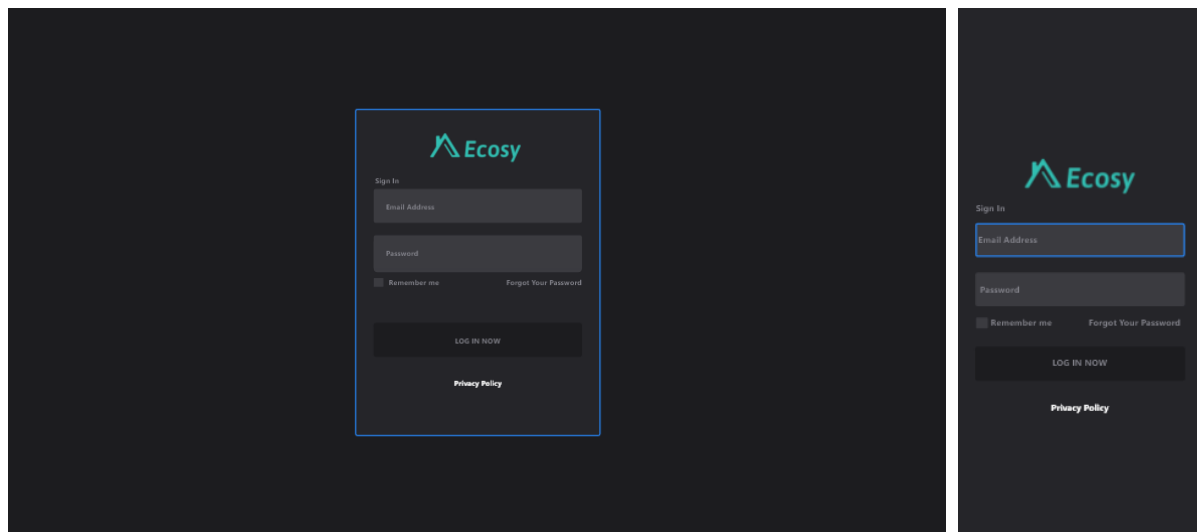 Ecosy
Sign In
Email Address
Password
Remember me Forgot Your Password
LOG IN NOW
Privacy Policy
Ecosy
Sign In
Email Address
Password
Remember me Forgot Your Password
LOG IN NOW
Privacy Policy